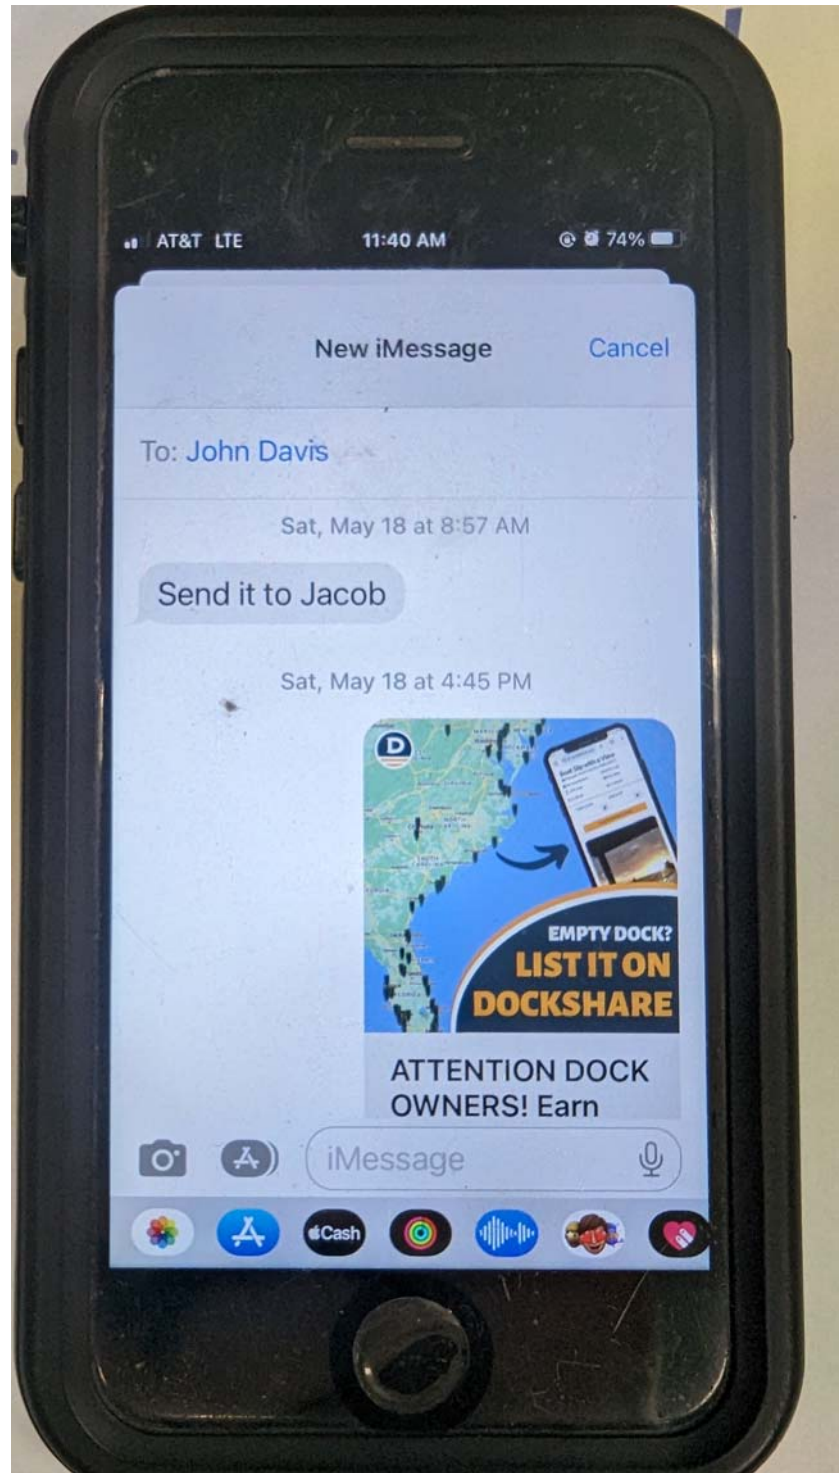 AT&T LTE 11:40 AM 74%
New iMessage Cancel
To: John Davis
Sat, May 18 at 8:57 AM
Send it to Jacob
Sat, May 18 at 4:45 PM
D
EMPTY DOCK?
LIST IT ON
DOCKSHARE
ATTENTION DOCK
OWNERS! Earn
iMessage
Cash